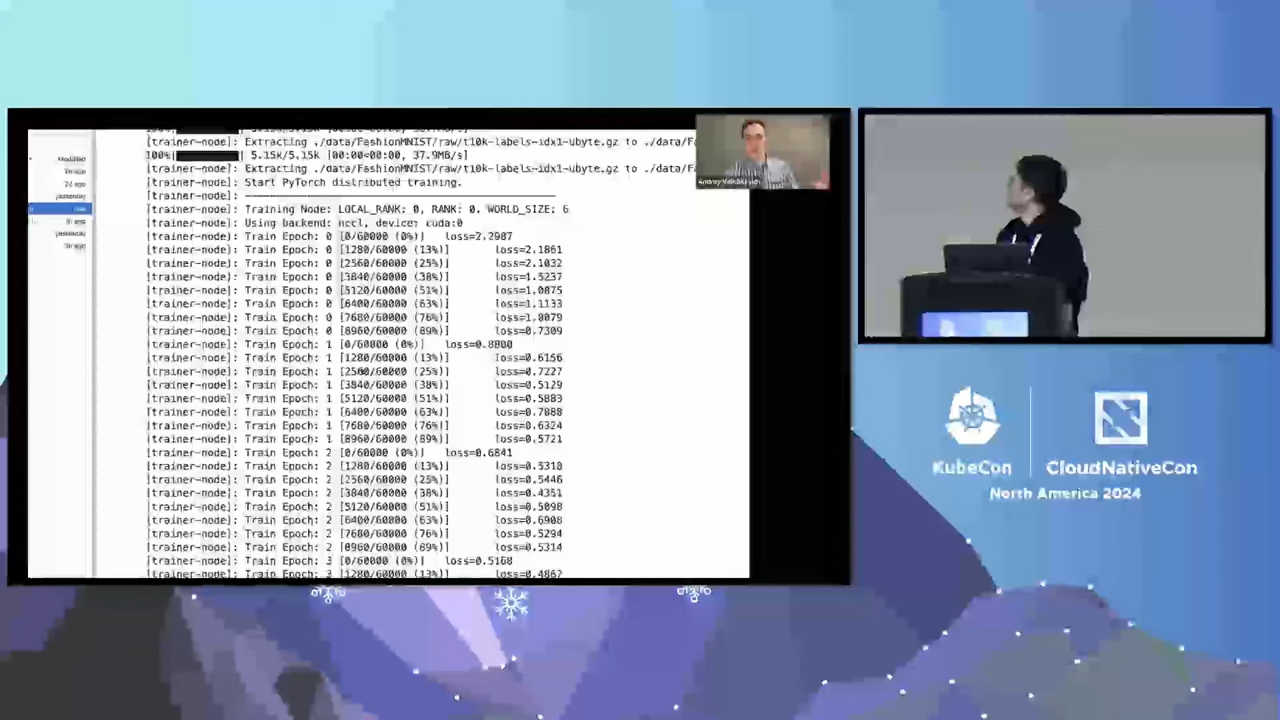 [trainer-node]: Extracting ./data/FashionMNIST/raw/t10k-labels-idx1-ubyte.gz to ./data/Fa
100%| | 5.15k/5.15k [00:00<00:00, 37.9MB/s]
[trainer-node]: Extracting ./data/FashionMNIST/raw/t10k-labels-idx1-ubyte.gz to ./data/Fa
[trainer-node]: Start PyTorch distributed training.
[trainer-node]:
[trainer-node]: Training Node: LOCAL_RANK: 0, RANK: 0, WORLD_SIZE: 6
[trainer-node]: Using backend: nccl, device: cuda:0
[trainer-node]: Train Epoch: 0 [0/60000 (0%)] loss=2.2987
[trainer-node]: Train Epoch: 0 [1280/60000 (13%)] loss=2.1861
[trainer-node]: Train Epoch: 0 [2560/60000 (25%)] loss=2.1032
[trainer-node]: Train Epoch: 0 [3840/60000 (38%)] loss=1.5237
[trainer-node]: Train Epoch: 0 [5120/60000 (51%)] loss=1.0875
[trainer-node]: Train Epoch: 0 [6400/60000 (63%)] loss=1.1133
[trainer-node]: Train Epoch: 0 [7680/60000 (76%)] loss=1.0079
[trainer-node]: Train Epoch: 0 [8960/60000 (89%)] loss=0.7309
[trainer-node]: Train Epoch: 1 [0/60000 (0%)] loss=0.8800
[trainer-node]: Train Epoch: 1 [1280/60000 (13%)] loss=0.6156
[trainer-node]: Train Epoch: 1 [2560/60000 (25%)] loss=0.7227
[trainer-node]: Train Epoch: 1 [3840/60000 (38%)] loss=0.5129
[trainer-node]: Train Epoch: 1 [5120/60000 (51%)] loss=0.5883
[trainer-node]: Train Epoch: 1 [6400/60000 (63%)] loss=0.7888
[trainer-node]: Train Epoch: 1 [7680/60000 (76%)] loss=0.6324
[trainer-node]: Train Epoch: 1 [8960/60000 (89%)] loss=0.5721
[trainer-node]: Train Epoch: 2 [0/60000 (0%)] loss=0.6841
[trainer-node]: Train Epoch: 2 [1280/60000 (13%)] loss=0.5310
[trainer-node]: Train Epoch: 2 [2560/60000 (25%)] loss=0.5446
[trainer-node]: Train Epoch: 2 [3840/60000 (38%)] loss=0.4351
[trainer-node]: Train Epoch: 2 [5120/60000 (51%)] loss=0.5098
[trainer-node]: Train Epoch: 2 [6400/60000 (63%)] loss=0.6908
[trainer-node]: Train Epoch: 2 [7680/60000 (76%)] loss=0.5294
[trainer-node]: Train Epoch: 2 [8960/60000 (89%)] loss=0.5314
[trainer-node]: Train Epoch: 3 [0/60000 (0%)] loss=0.5168
[trainer-node]: Train Epoch: 3 [1280/60000 (13%)] loss=0.4862
Modified
yesterday
yesterday
KubeCon
CloudNativeCon
North America 2024